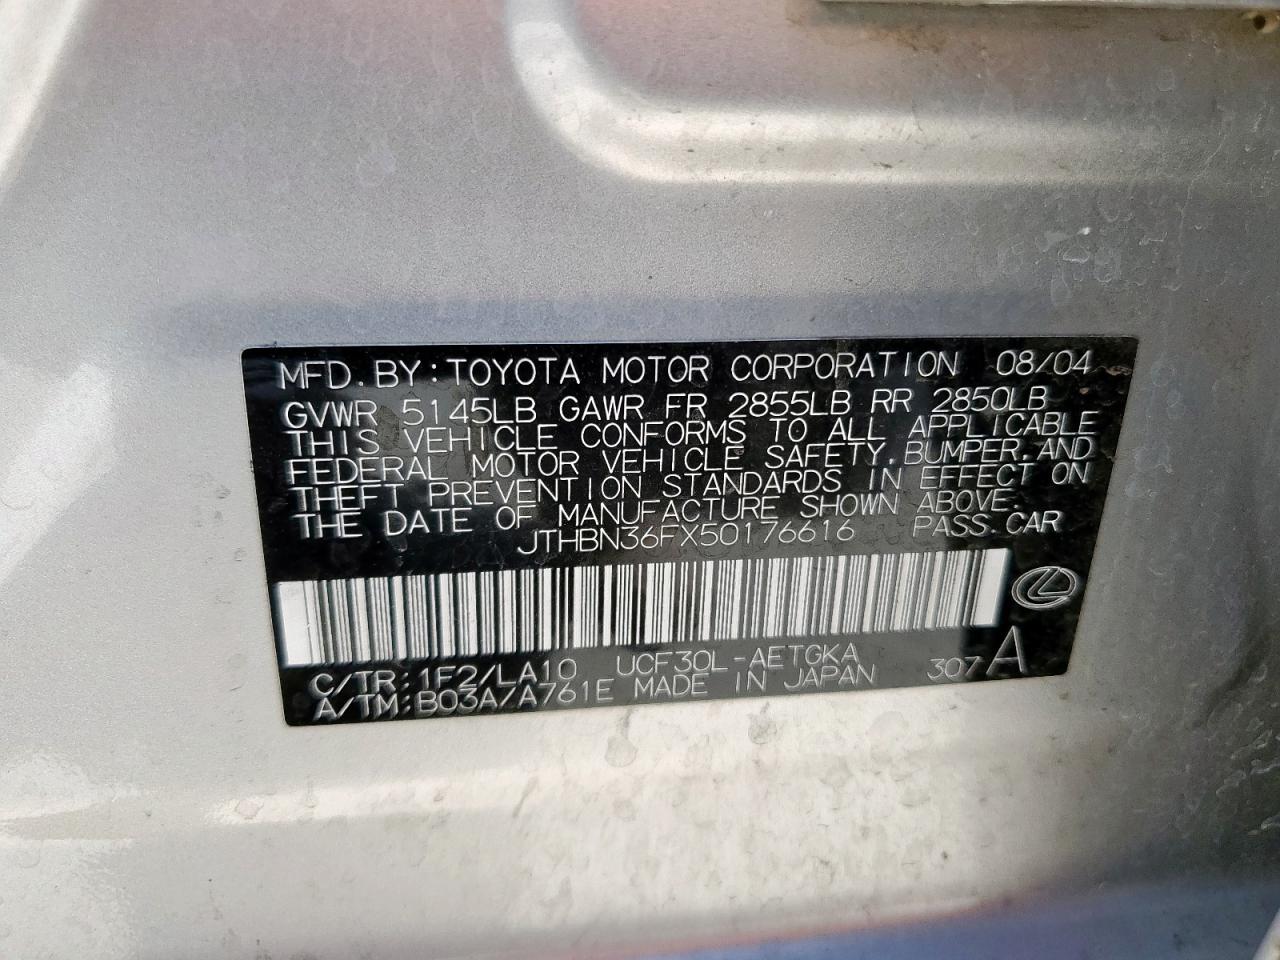 MFD. BY: TOYOTA MOTOR CORPORATION 08/04
GVWR 5145LB GAWR FR 2855LB RR 2850LB
THIS VEHICLE CONFORMS TO ALL APPLICABLE
FEDERAL MOTOR VEHICLE SAFETY, BUMPER, AND
THEFT PREVENTION STANDARDS IN EFFECT ON
THE DATE OF MANUFACTURE SHOWN ABOVE.
JTHBN36FX50176616 PASS. CAR
C/TR: 1F2/LA10 UCF30L-AETGKA 307 A
A/TM: B03A/A761E MADE IN JAPAN